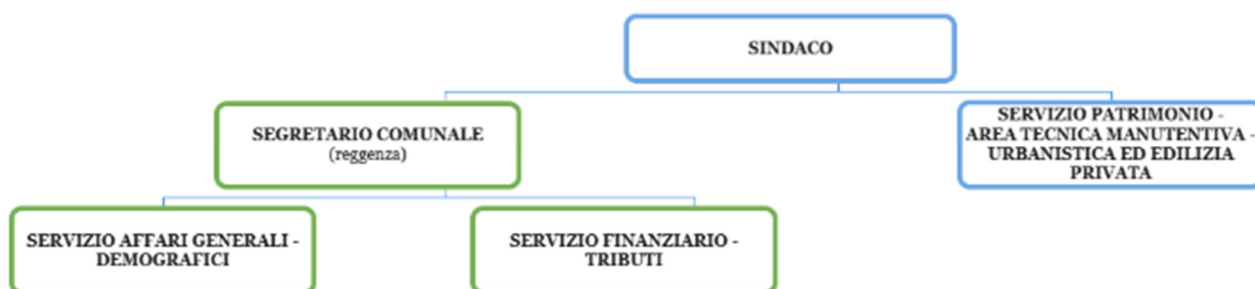 SINDACO
SEGRETARIO COMUNALE
(reggenza)
SERVIZIO PATRIMONIO -
AREA TECNICA MANUTENTIVA -
URBANISTICA ED EDILIZIA
PRIVATA
SERVIZIO AFFARI GENERALI -
DEMOGRAFICI
SERVIZIO FINANZIARIO -
TRIBUTI